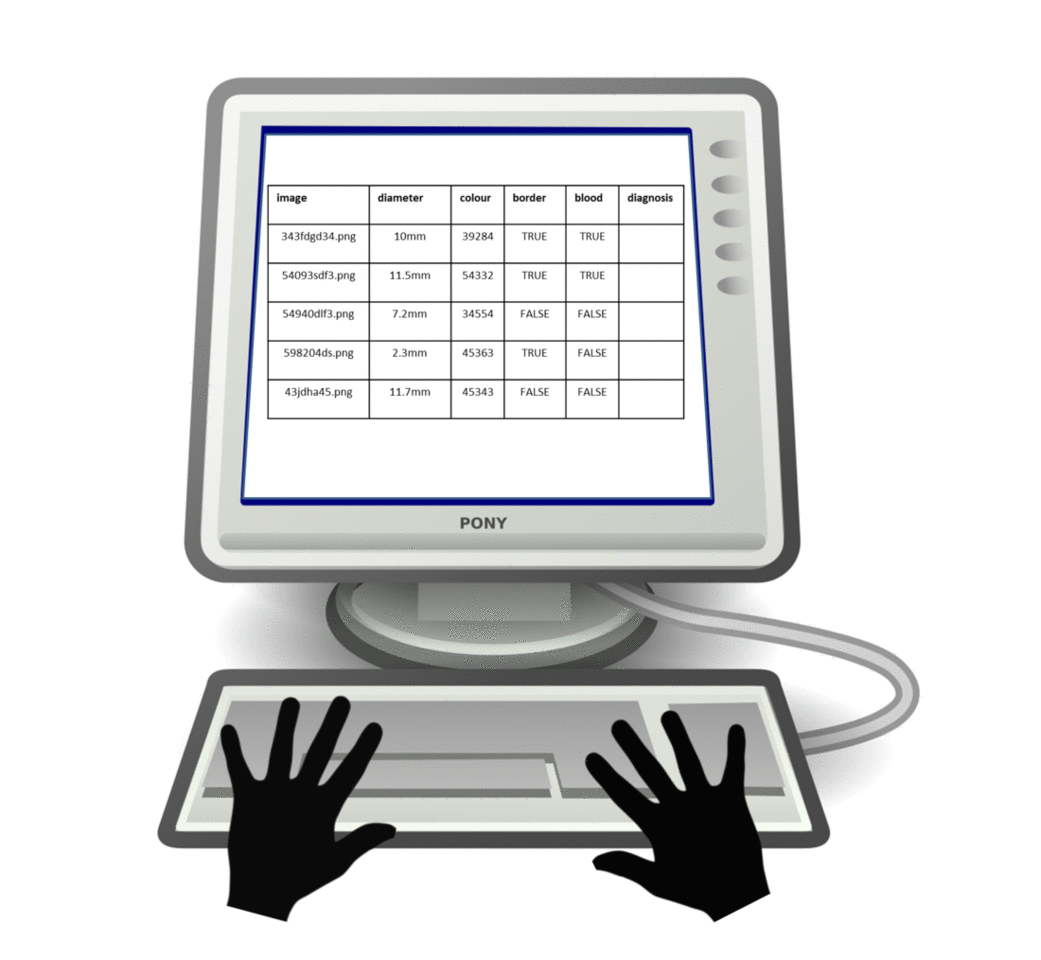 image diameter colour border blood diagnosis
343fdgd34.png 10mm 39284 TRUE TRUE
54093sdf3.png 11.5mm 54332 TRUE TRUE
54940dlf3.png 7.2mm 34554 FALSE FALSE
598204ds.png 2.3mm 45363 TRUE FALSE
43jdha45.png 11.7mm 45343 FALSE FALSE
PONY